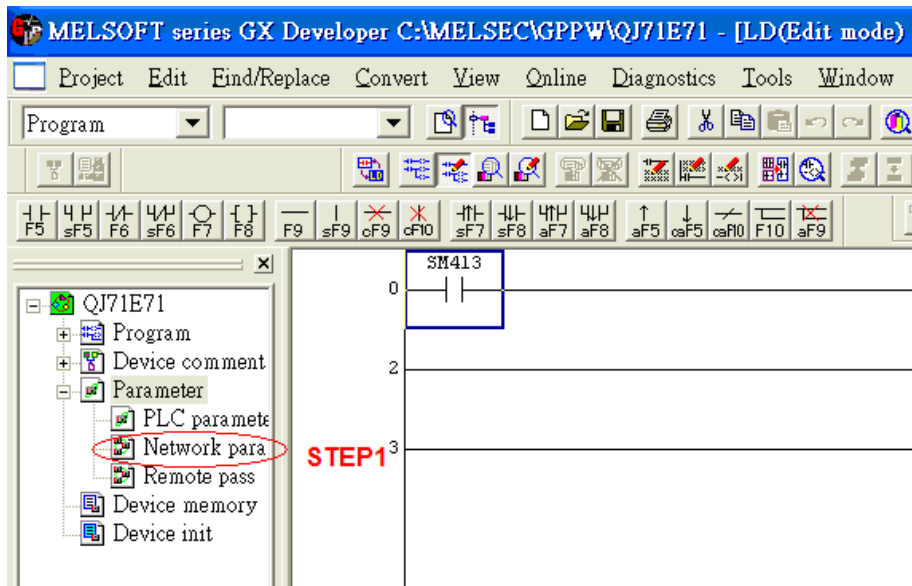 MELSOFT series GX Developer C:\MELSEC\GPPW\QJ71E71 - [LD(Edit mode)
Project Edit Find/Replace Convert View Online Diagnostics Tools Window
Program
F5 sF5 F6 sF6 F7 F8 F9 sF9 cF9 cF10 sF7 sF8 aF7 aF8 aF5 caF5 caF10 F10 aF9
QJ71E71
Program
Device comment
Parameter
PLC paramete
Network para
Remote pass
Device memory
Device init
SM413
0
2
STEP1 3